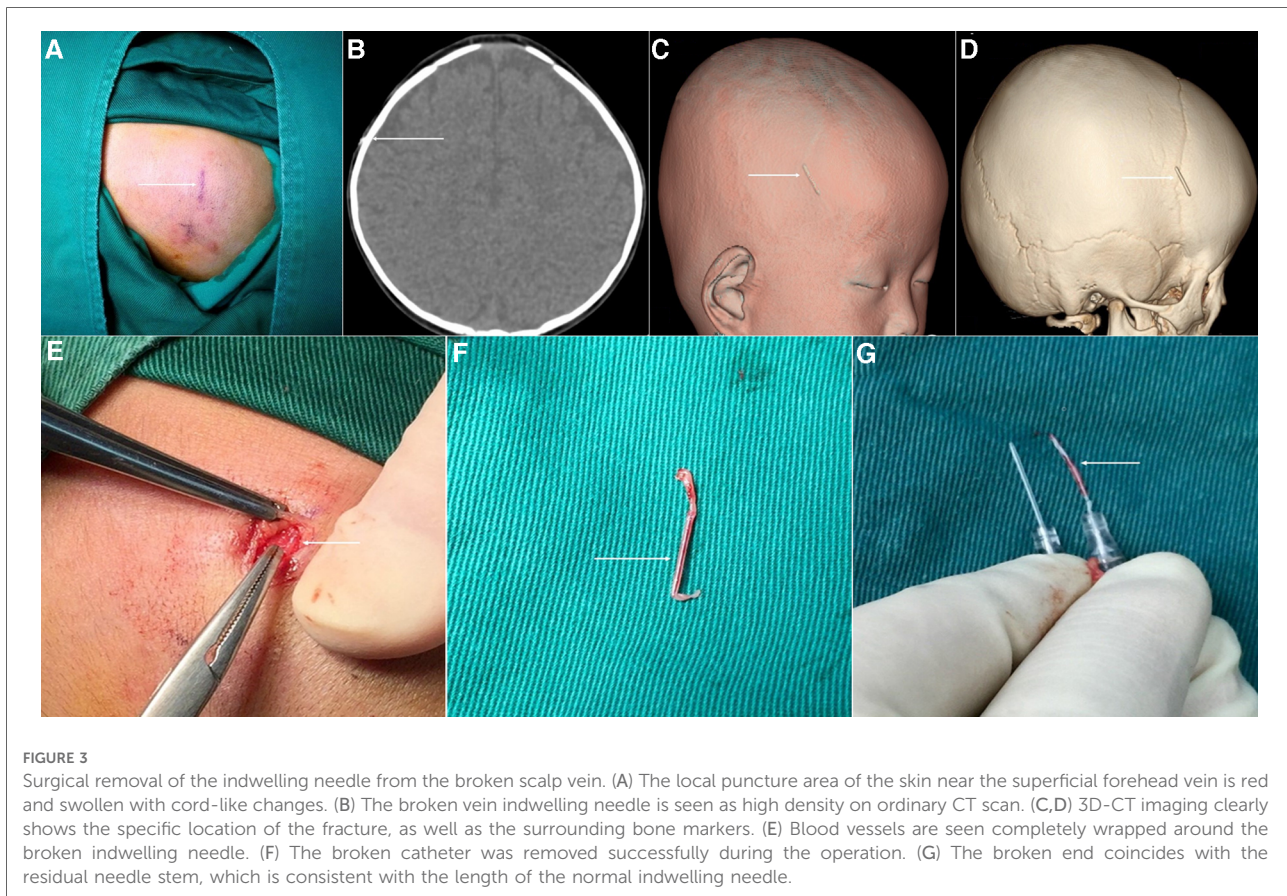 A
B
C
D
E
F
G
FIGURE 3
Surgical removal of the indwelling needle from the broken scalp vein. (A) The local puncture area of the skin near the superficial forehead vein is red
and swollen with cord-like changes. (B) The broken vein indwelling needle is seen as high density on ordinary CT scan. (C,D) 3D-CT imaging clearly
shows the specific location of the fracture, as well as the surrounding bone markers. (E) Blood vessels are seen completely wrapped around the
broken indwelling needle. (F) The broken catheter was removed successfully during the operation. (G) The broken end coincides with the
residual needle stem, which is consistent with the length of the normal indwelling needle.